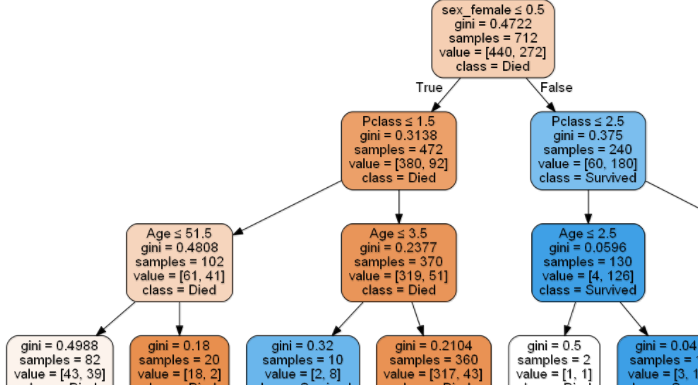 sex_female ≤ 0.5
gini = 0.4722
samples = 712
value = [440, 272]
class = Died
True
False
Pclass ≤ 1.5
gini = 0.3138
samples = 472
value = [380, 92]
class = Died
Pclass ≤ 2.5
gini = 0.375
samples = 240
value = [60, 180]
class = Survived
Age ≤ 51.5
gini = 0.4808
samples = 102
value = [61, 41]
class = Died
Age ≤ 3.5
gini = 0.2377
samples = 370
value = [319, 51]
class = Died
Age ≤ 2.5
gini = 0.0596
samples = 130
value = [4, 126]
class = Survived
gini = 0.4988
samples = 82
value = [43, 39]
gini = 0.18
samples = 20
value = [18, 2]
gini = 0.32
samples = 10
value = [2, 8]
gini = 0.2104
samples = 360
value = [317, 43]
gini = 0.5
samples = 2
value = [1, 1]
gini = 0.04
samples =
value = [3,